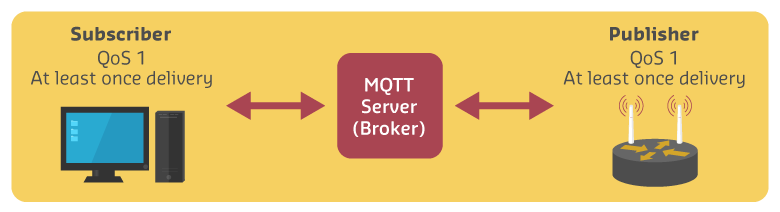 Subscriber
QoS 1
At least once delivery
MQTT
Server
(Broker)
Publisher
QoS 1
At least once delivery